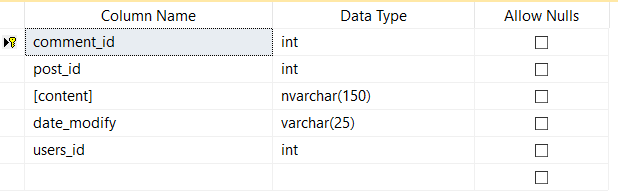 Column Name Data Type Allow Nulls
comment_id int
post_id int
[content] nvarchar(150)
date_modify varchar(25)
users_id int